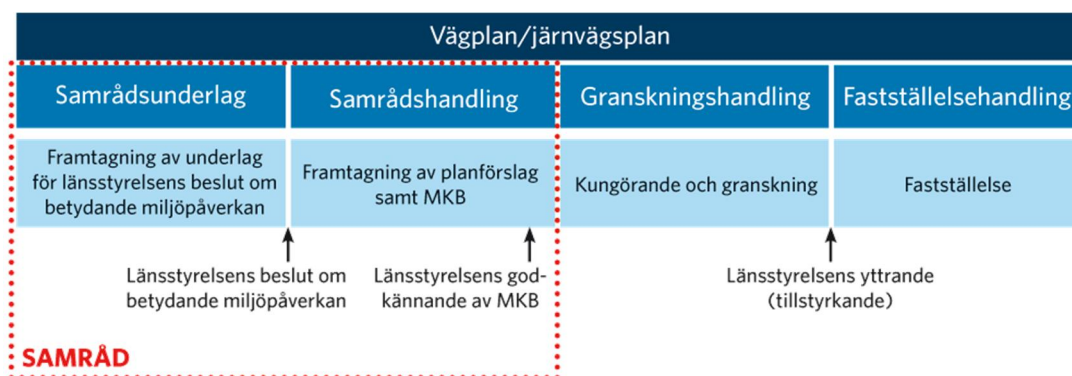 Vägplan/järnvägsplan
Samrådsunderlag
Samrådshandling
Granskningshandling
Fastställelsehandling
Framtagning av underlag
för länsstyrelsens beslut om
betydande miljöpåverkan
Framtagning av planförslag
samt MKB
Kungörande och granskning
Fastställelse
Länsstyrelsens beslut om
betydande miljöpåverkan
Länsstyrelsens god-
kännande av MKB
Länsstyrelsens yttrande
(tillstyrkande)
SAMRÅD